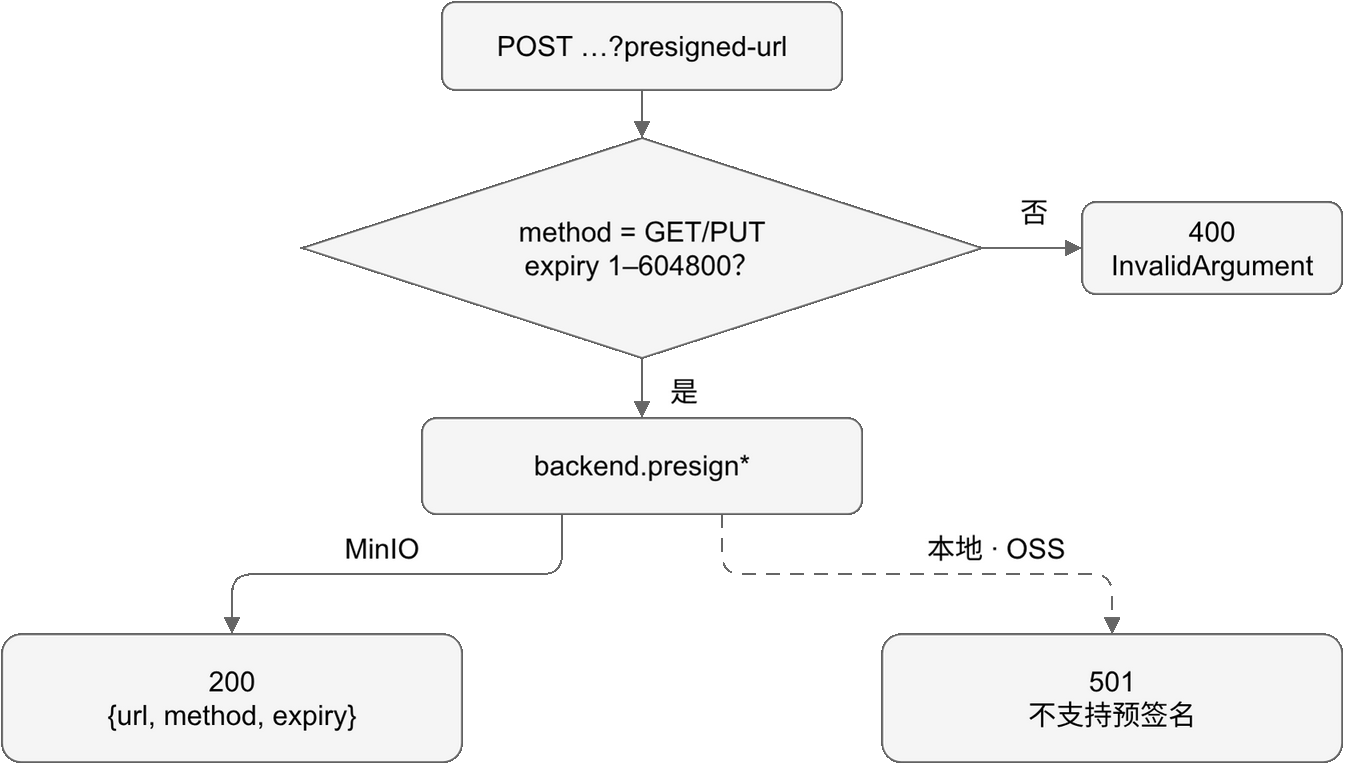 POST …?presigned-url
method = GET/PUT
expiry 1–604800？
否
400
InvalidArgument
是
backend.presign*
MinIO
本地 · OSS
200
{url, method, expiry}
501
不支持预签名